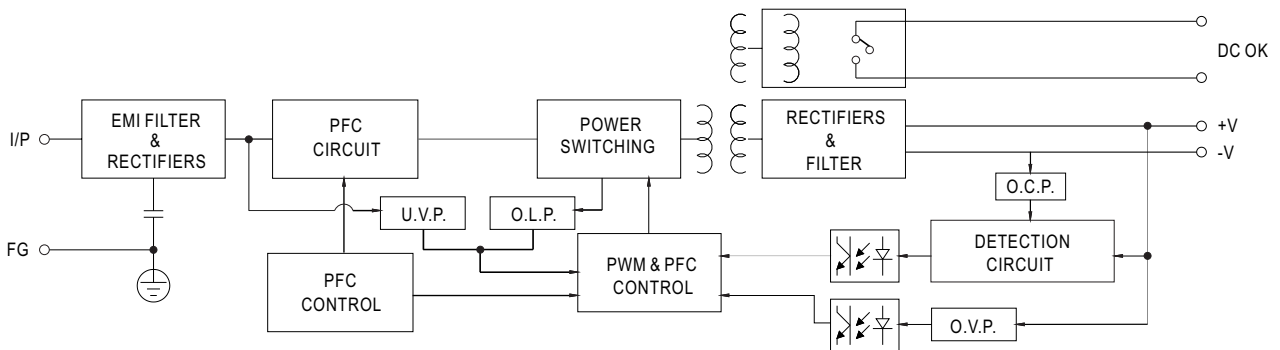 DC OK
I/P
EMI FILTER
&
RECTIFIERS
PFC
CIRCUIT
POWER
SWITCHING
RECTIFIERS
&
FILTER
+V
-V
O.C.P.
U.V.P.
O.L.P.
FG
PFC
CONTROL
PWM & PFC
CONTROL
DETECTION
CIRCUIT
O.V.P.